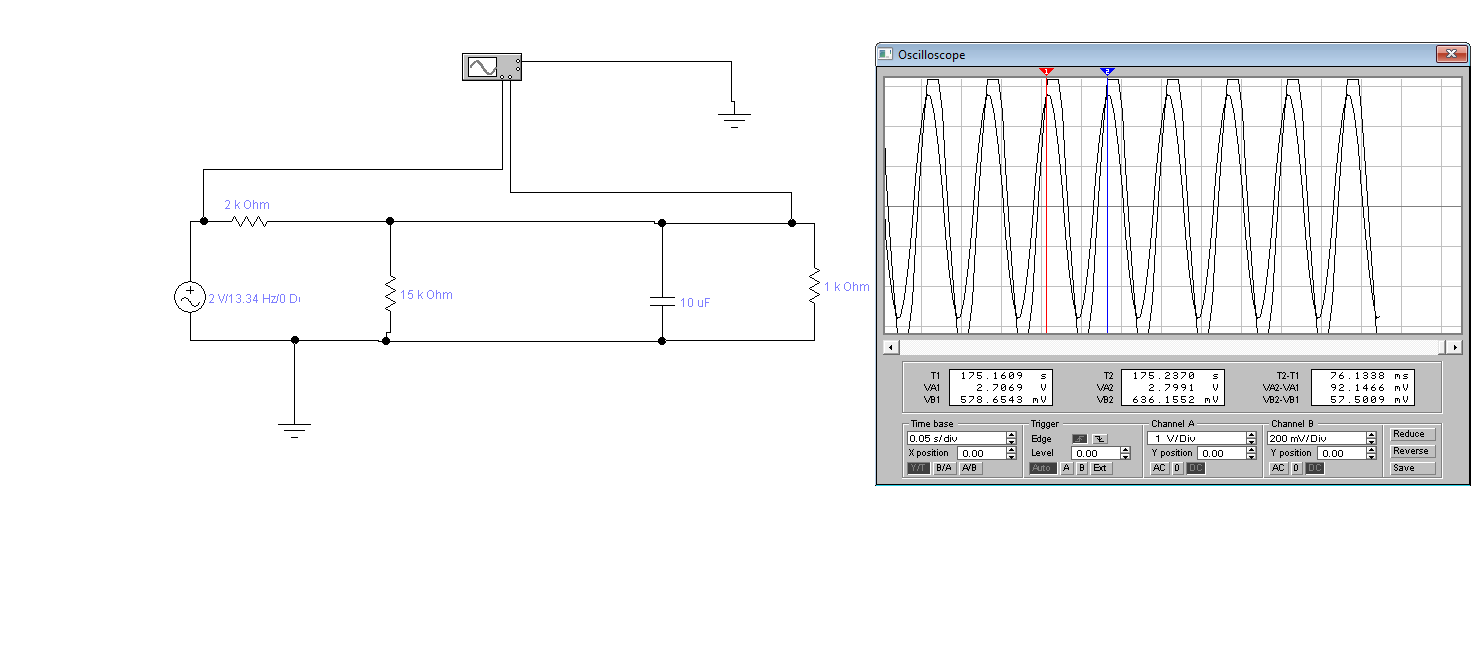 Oscilloscope
1 2
2 k Ohm
2 V/13.34 Hz/0 D
15 k Ohm
10 uF
1 k Ohm
T1 175.1609 s T2 175.2370 s T2-T1 76.1338 ms
VA1 2.7069 V VA2 2.7991 V VA2-VA1 92.1466 mV
VB1 578.6543 mV VB2 636.1552 mV VB2-VB1 57.5009 mV
Time base Trigger Channel A Channel B
0.05 s/div Edge 1 V/Div 200 mV/Div Reduce
X position 0.00 Level 0.00 Y position 0.00 Y position 0.00 Reverse
Y/T B/A A/B Auto A B Ext AC 0 DC AC 0 DC Save